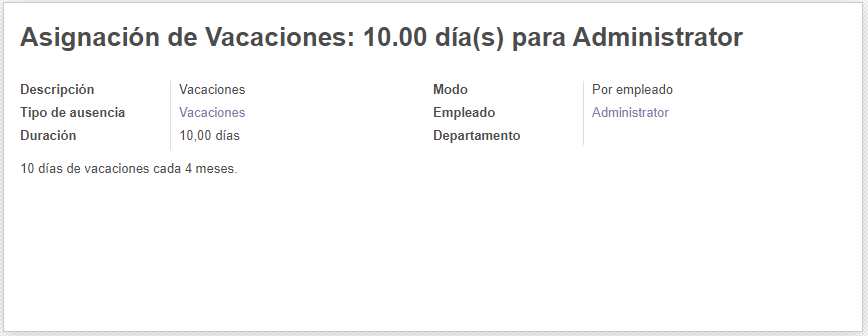 Asignación de Vacaciones: 10.00 día(s) para Administrator
Descripción Vacaciones
Tipo de ausencia Vacaciones
Duración 10,00 días
Modo Por empleado
Empleado Administrator
Departamento
10 días de vacaciones cada 4 meses.